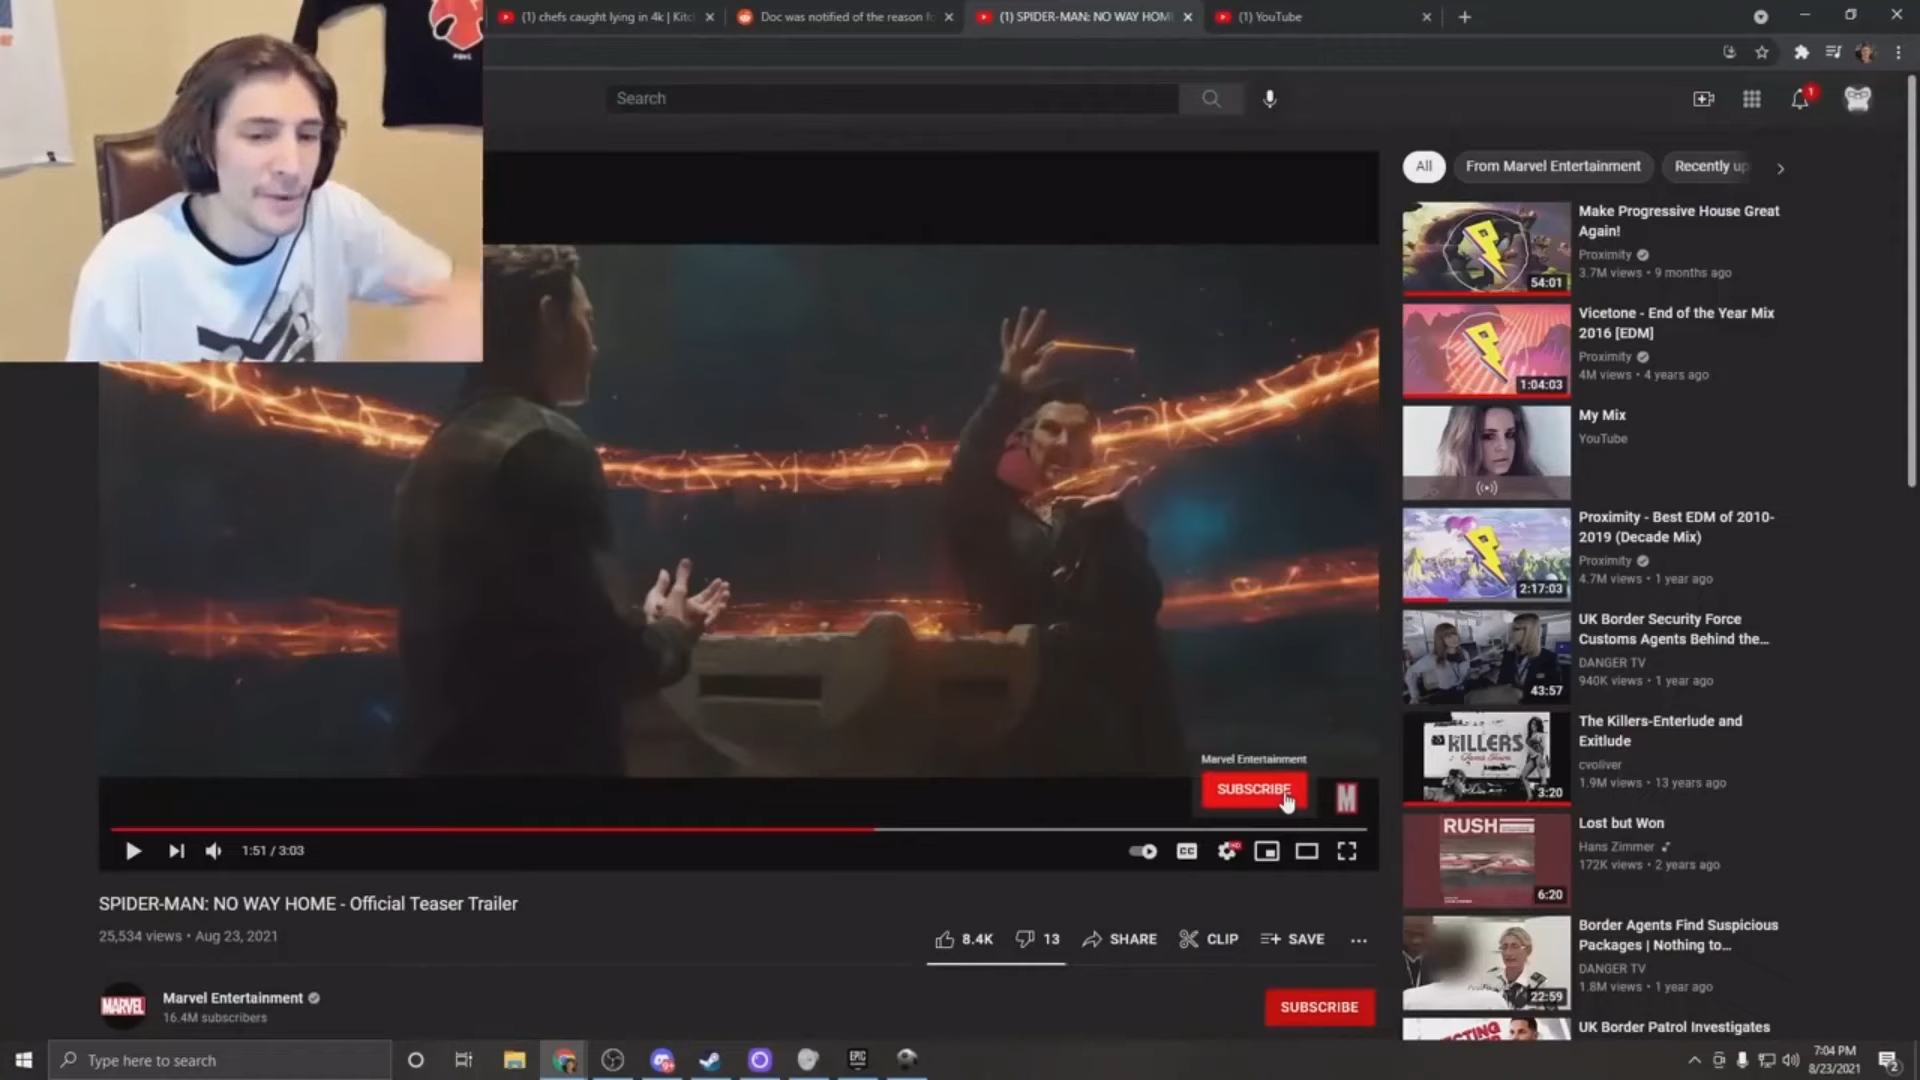 (1) chefs caught lying in 4k | Kitc
Doc was notified of the reason fo
(1) SPIDER-MAN: NO WAY HOM
(1) YouTube
Search
1
All
From Marvel Entertainment
Recently up
Make Progressive House Great
Again!
Proximity
3.7M views • 9 months ago
54:01
Vicetone - End of the Year Mix
2016 [EDM]
Proximity
4M views • 4 years ago
1:04:03
My Mix
YouTube
Proximity - Best EDM of 2010-
2019 (Decade Mix)
Proximity
4.7M views • 1 year ago
2:17:03
UK Border Security Force
Customs Agents Behind the...
DANGER TV
940K views • 1 year ago
43:57
The Killers-Enterlude and
Exitlude
cvoliver
1.9M views • 13 years ago
KILLERS
3:20
Lost but Won
Hans Zimmer
172K views • 2 years ago
RUSH
6:20
Border Agents Find Suspicious
Packages | Nothing to...
DANGER TV
1.8M views • 1 year ago
22:59
UK Border Patrol Investigates
Marvel Entertainment
SUBSCRIBE
M
1:51 / 3:03
CC
HD
SPIDER-MAN: NO WAY HOME - Official Teaser Trailer
25,534 views • Aug 23, 2021
8.4K
13
SHARE
CLIP
SAVE
MARVEL
Marvel Entertainment
16.4M subscribers
SUBSCRIBE
Type here to search
EPIC
7:04 PM
8/23/2021
2